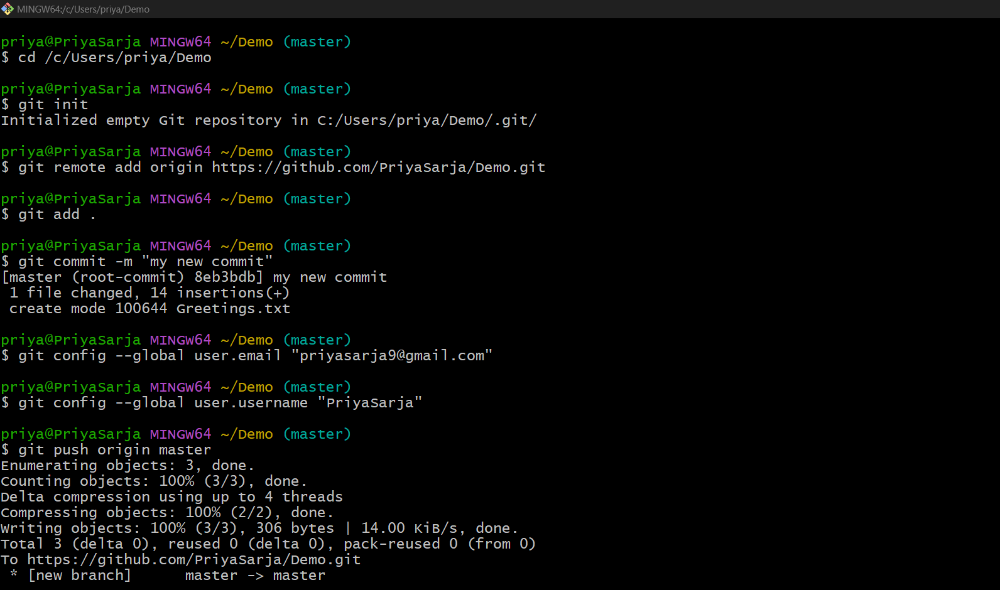 MINGW64:/c/Users/priya/Demo
priya@PriyaSarja MINGW64 ~/Demo (master)
$ cd /c/Users/priya/Demo
priya@PriyaSarja MINGW64 ~/Demo (master)
$ git init
Initialized empty Git repository in C:/Users/priya/Demo/.git/
priya@PriyaSarja MINGW64 ~/Demo (master)
$ git remote add origin https://github.com/PriyaSarja/Demo.git
priya@PriyaSarja MINGW64 ~/Demo (master)
$ git add .
priya@PriyaSarja MINGW64 ~/Demo (master)
$ git commit -m "my new commit"
[master (root-commit) 8eb3bdb] my new commit
 1 file changed, 14 insertions(+)
 create mode 100644 Greetings.txt
priya@PriyaSarja MINGW64 ~/Demo (master)
$ git config --global user.email "priyasarja9@gmail.com"
priya@PriyaSarja MINGW64 ~/Demo (master)
$ git config --global user.username "PriyaSarja"
priya@PriyaSarja MINGW64 ~/Demo (master)
$ git push origin master
Enumerating objects: 3, done.
Counting objects: 100% (3/3), done.
Delta compression using up to 4 threads
Compressing objects: 100% (2/2), done.
Writing objects: 100% (3/3), 306 bytes | 14.00 KiB/s, done.
Total 3 (delta 0), reused 0 (delta 0), pack-reused 0 (from 0)
To https://github.com/PriyaSarja/Demo.git
 * [new branch]      master -> master